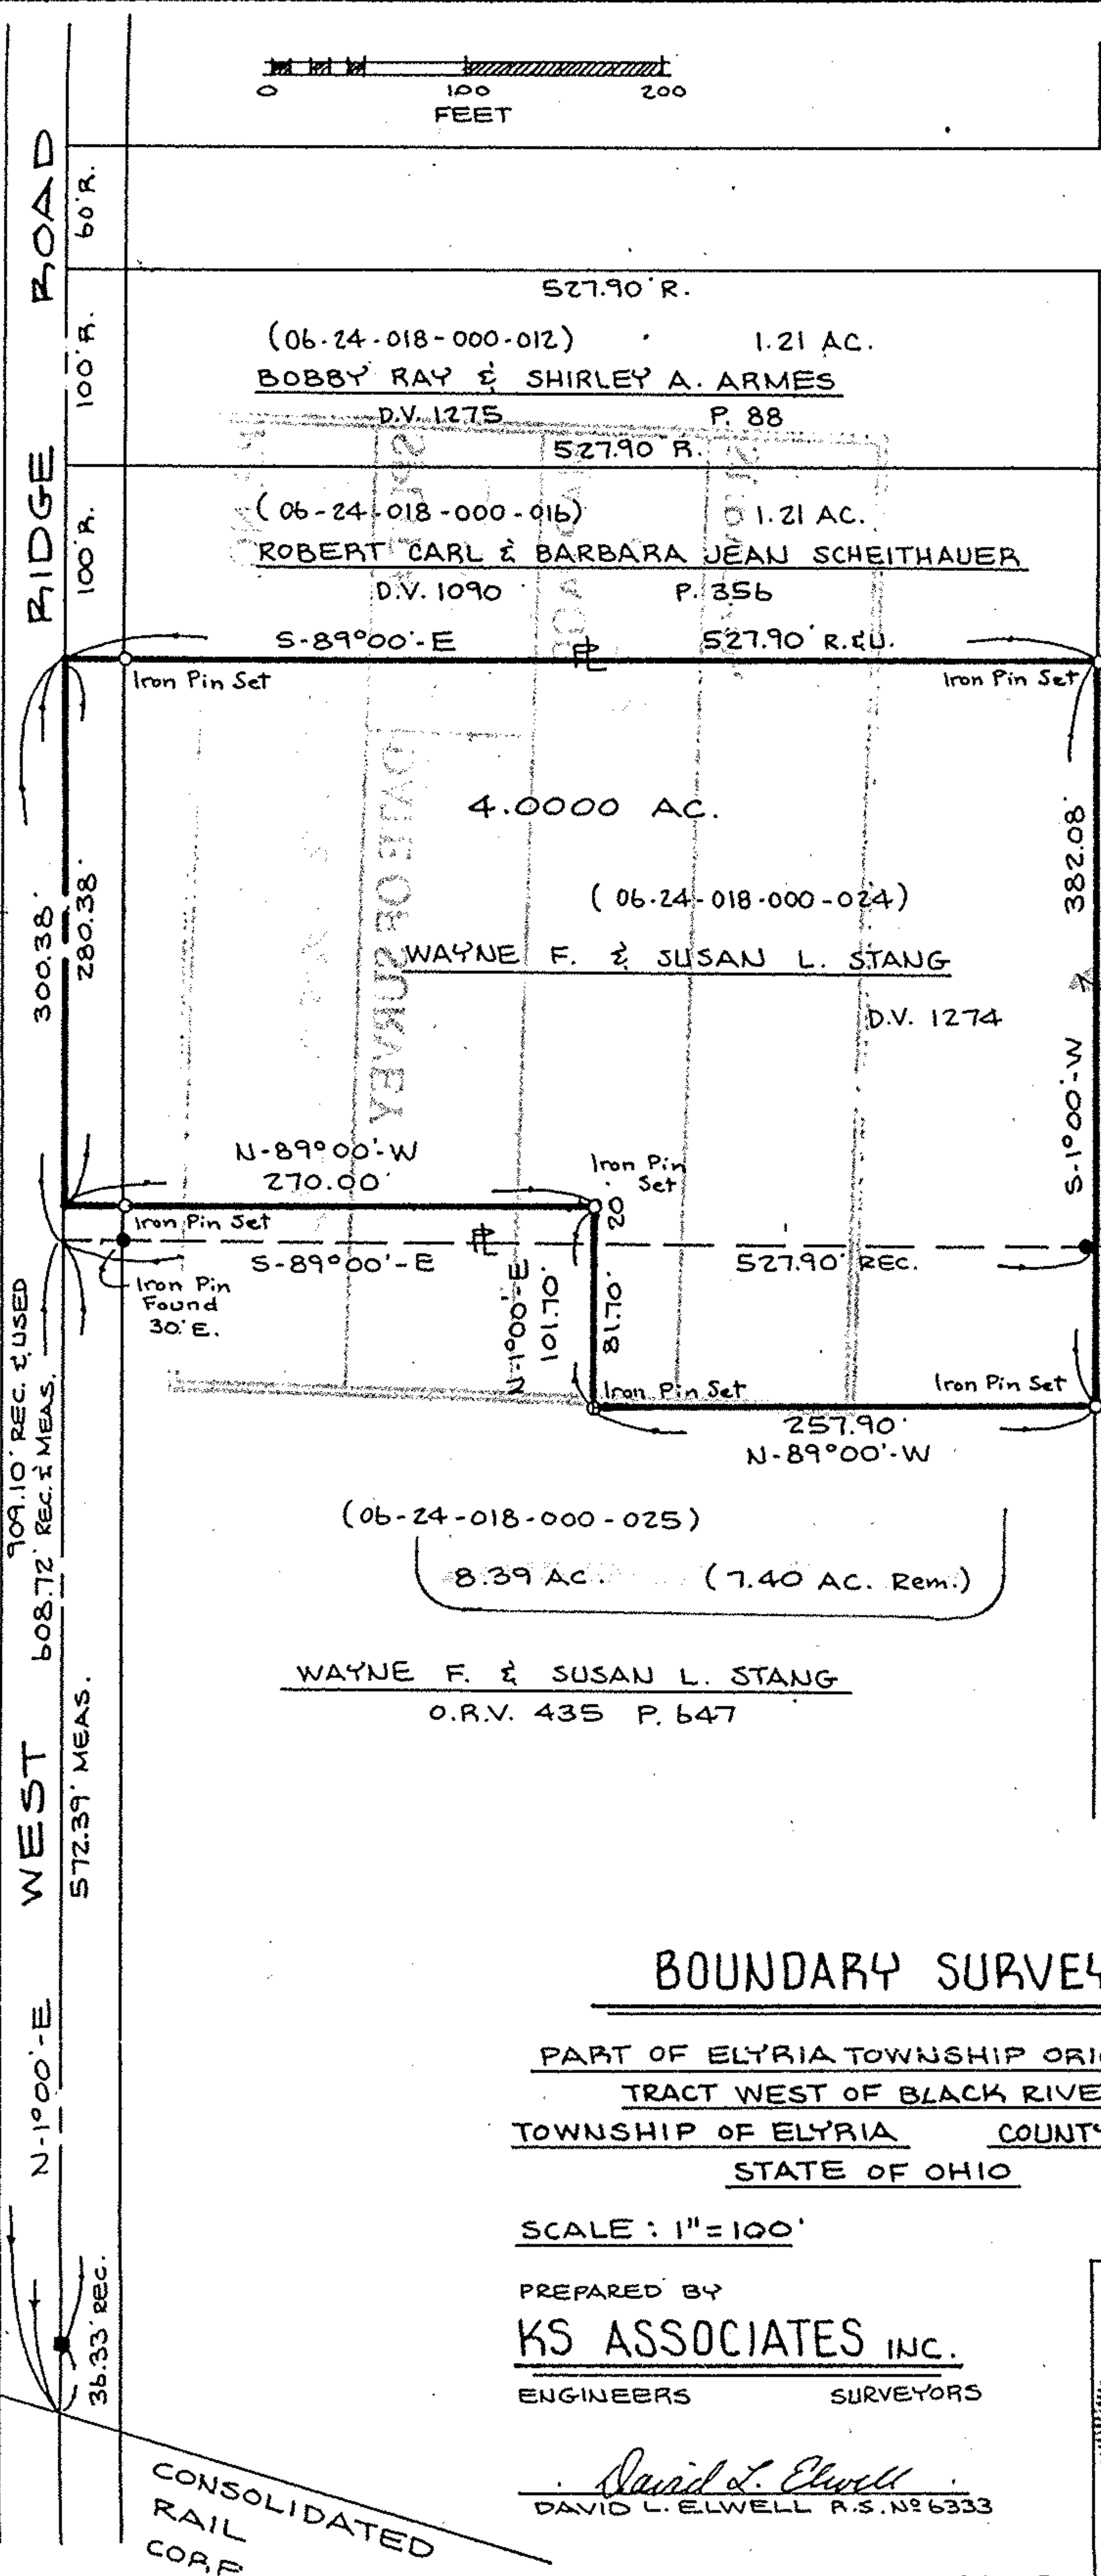 0 100 200
FEET
WEST RIDGE ROAD
60' R.
100' R.
100' R.
527.90' R.
(06-24-018-000-012) 1.21 AC.
BOBBY RAY & SHIRLEY A. ARMES
D.V. 1275 P. 88
527.90' R.
(06-24-018-000-016) 1.21 AC.
ROBERT CARL & BARBARA JEAN SCHEITHAUER
D.V. 1090 P. 356
S-89°00'-E 527.90' R.&U.
Iron Pin Set Iron Pin Set
4.0000 AC.
(06-24-018-000-024)
WAYNE F. & SUSAN L. STANG
D.V. 1274
300.38'
280.38'
382.08'
S-1°00'-W
DATE OF SURVEY
N-89°00'-W
270.00'
Iron Pin
Set
20'
Iron Pin Set
S-89°00'-E 527.90' REC.
Iron Pin
Found
30' E.
N-1°00'-E
101.70'
81.70'
Iron Pin Set Iron Pin Set
257.90'
N-89°00'-W
909.10' REC. & USED
608.72' REC. & MEAS.
572.39' MEAS.
N-1°00'-E
36.33' REC.
(06-24-018-000-025)
8.39 AC. (7.40 AC. Rem.)
WAYNE F. & SUSAN L. STANG
O.R.V. 435 P. 647
BOUNDARY SURVEY
PART OF ELYRIA TOWNSHIP ORI
TRACT WEST OF BLACK RIVE
TOWNSHIP OF ELYRIA COUNTY
STATE OF OHIO
SCALE : 1"=100'
PREPARED BY
KS ASSOCIATES INC.
ENGINEERS SURVEYORS
David L. Elwell
DAVID L. ELWELL R.S. Nº 6333
CONSOLIDATED
RAIL
CORP